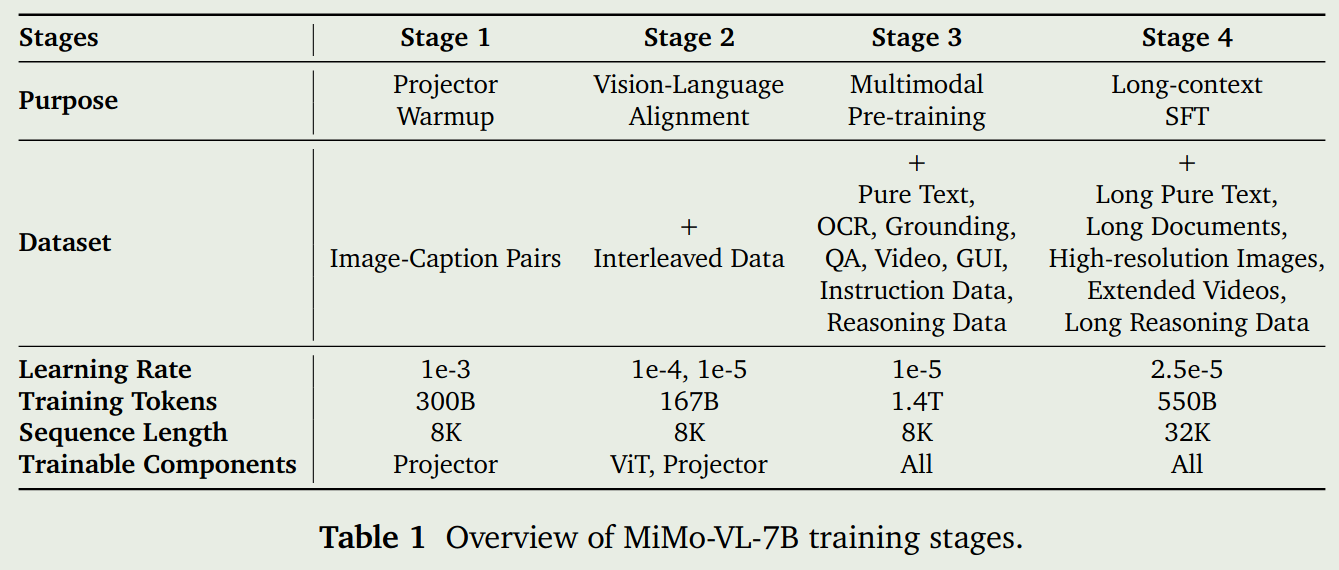 Stages Stage 1 Stage 2 Stage 3 Stage 4
Purpose Projector Warmup Vision-Language Alignment Multimodal Pre-training Long-context SFT
Dataset Image-Caption Pairs + Interleaved Data + Pure Text, OCR, Grounding, QA, Video, GUI, Instruction Data, Reasoning Data + Long Pure Text, Long Documents, High-resolution Images, Extended Videos, Long Reasoning Data
Learning Rate 1e-3 1e-4, 1e-5 1e-5 2.5e-5
Training Tokens 300B 167B 1.4T 550B
Sequence Length 8K 8K 8K 32K
Trainable Components Projector ViT, Projector All All
Table 1 Overview of MiMo-VL-7B training stages.